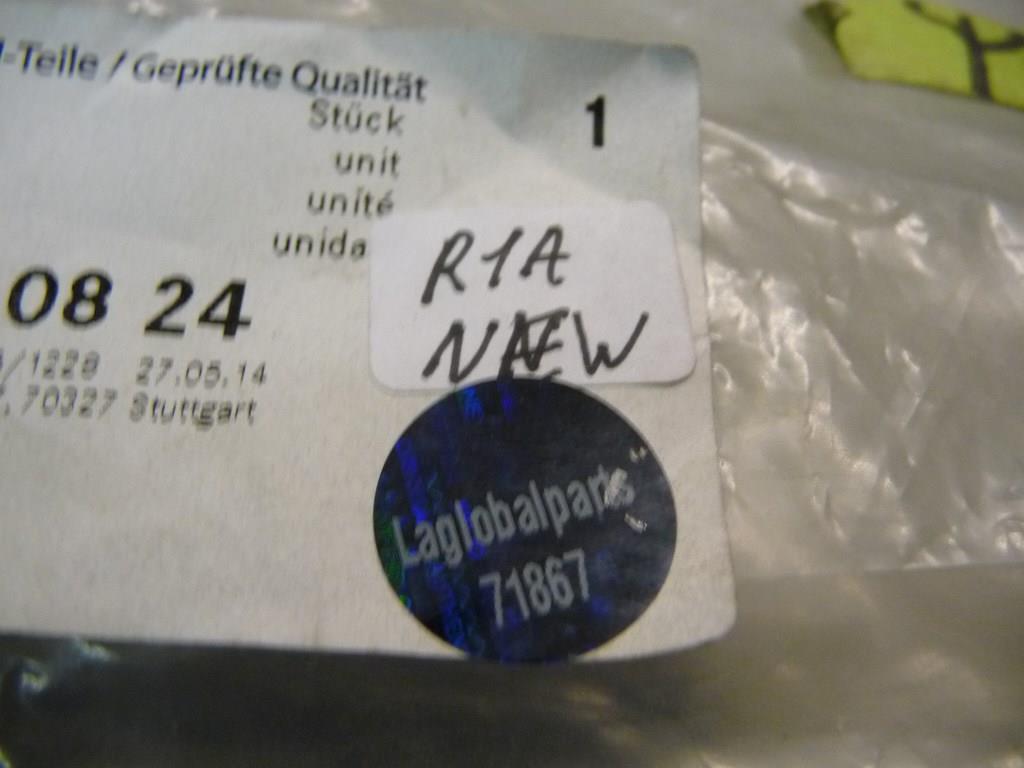 -Teile / Geprüfte Qualität
Stück 1
unit
unité
unida
R1A
NEW
08 24
/1228 27.05.14
, 70327 Stuttgart
Laglobalparts
71867